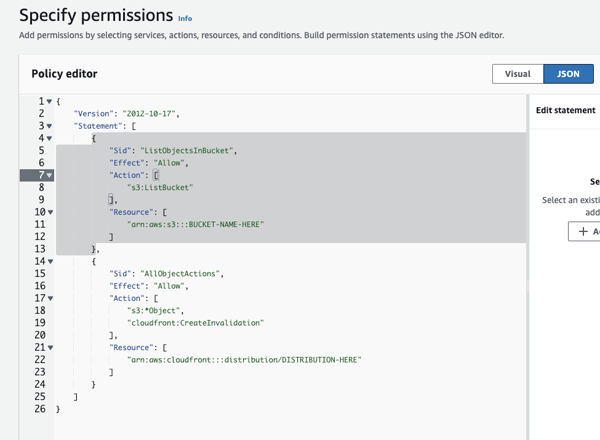 Specify permissions Info
Add permissions by selecting services, actions, resources, and conditions. Build permission statements using the JSON editor.
Policy editor
Visual JSON
1 {
2 "Version": "2012-10-17",
3 "Statement": [
4 {
5 "Sid": "ListObjectsInBucket",
6 "Effect": "Allow",
7 "Action": [
8 "s3:ListBucket"
9 ],
10 "Resource": [
11 "arn:aws:s3:::BUCKET-NAME-HERE"
12 ]
13 },
14 {
15 "Sid": "AllObjectActions",
16 "Effect": "Allow",
17 "Action": [
18 "s3:*Object",
19 "cloudfront:CreateInvalidation"
20 ],
21 "Resource": [
22 "arn:aws:cloudfront:::distribution/DISTRIBUTION-HERE"
23 ]
24 }
25 ]
26 }
Edit statement
Se
Select an existi
add
+ A